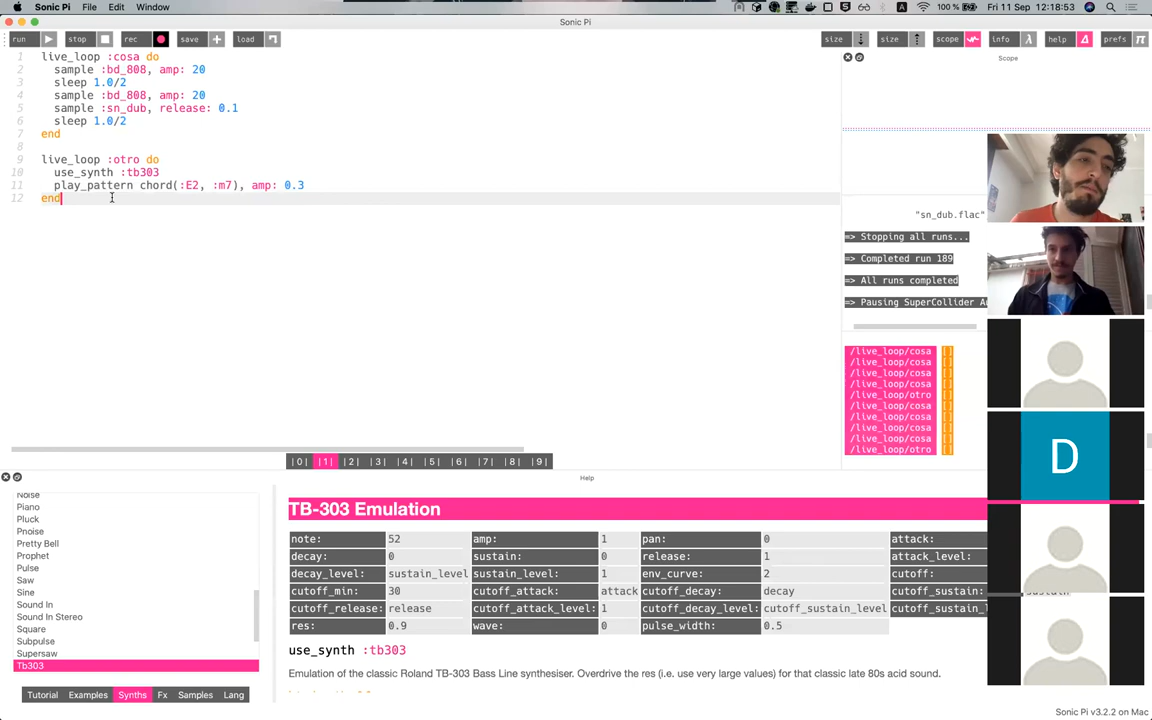 Sonic Pi File Edit Window
100 % Fri 11 Sep 12:18:53
Sonic Pi
run stop rec save load size size scope info help prefs
1 live_loop :cosa do
2 sample :bd_808, amp: 20
3 sleep 1.0/2
4 sample :bd_808, amp: 20
5 sample :sn_dub, release: 0.1
6 sleep 1.0/2
7 end
8
9 live_loop :otro do
10 use_synth :tb303
11 play_pattern chord(:E2, :m7), amp: 0.3
12 end
Scope
"sn_dub.flac"
=> Stopping all runs...
=> Completed run 189
=> All runs completed
=> Pausing SuperCollider
/live_loop/cosa []
/live_loop/cosa []
/live_loop/cosa []
/live_loop/cosa []
/live_loop/otro []
/live_loop/cosa []
/live_loop/cosa []
/live_loop/cosa []
/live_loop/cosa []
/live_loop/otro []
D
|0| |1| |2| |3| |4| |5| |6| |7| |8| |9|
Help
Noise
Piano
Pluck
Pnoise
Pretty Bell
Prophet
Pulse
Saw
Sine
Sound In
Sound In Stereo
Square
Subpulse
Supersaw
Tb303
TB-303 Emulation
note: 52 amp: 1 pan: 0 attack:
decay: 0 sustain: 0 release: 1 attack_level:
decay_level: sustain_level sustain_level: 1 env_curve: 2 cutoff:
cutoff_min: 30 cutoff_attack: attack cutoff_decay: decay cutoff_sustain: sustain
cutoff_release: release cutoff_attack_level: 1 cutoff_decay_level: cutoff_sustain_level
res: 0.9 wave: 0 pulse_width: 0.5
use_synth :tb303
Emulation of the classic Roland TB-303 Bass Line synthesiser. Overdrive the res (i.e. use very large values) for that classic late 80s acid sound.
Tutorial Examples Synths Fx Samples Lang
Sonic Pi v3.2.2 on Mac